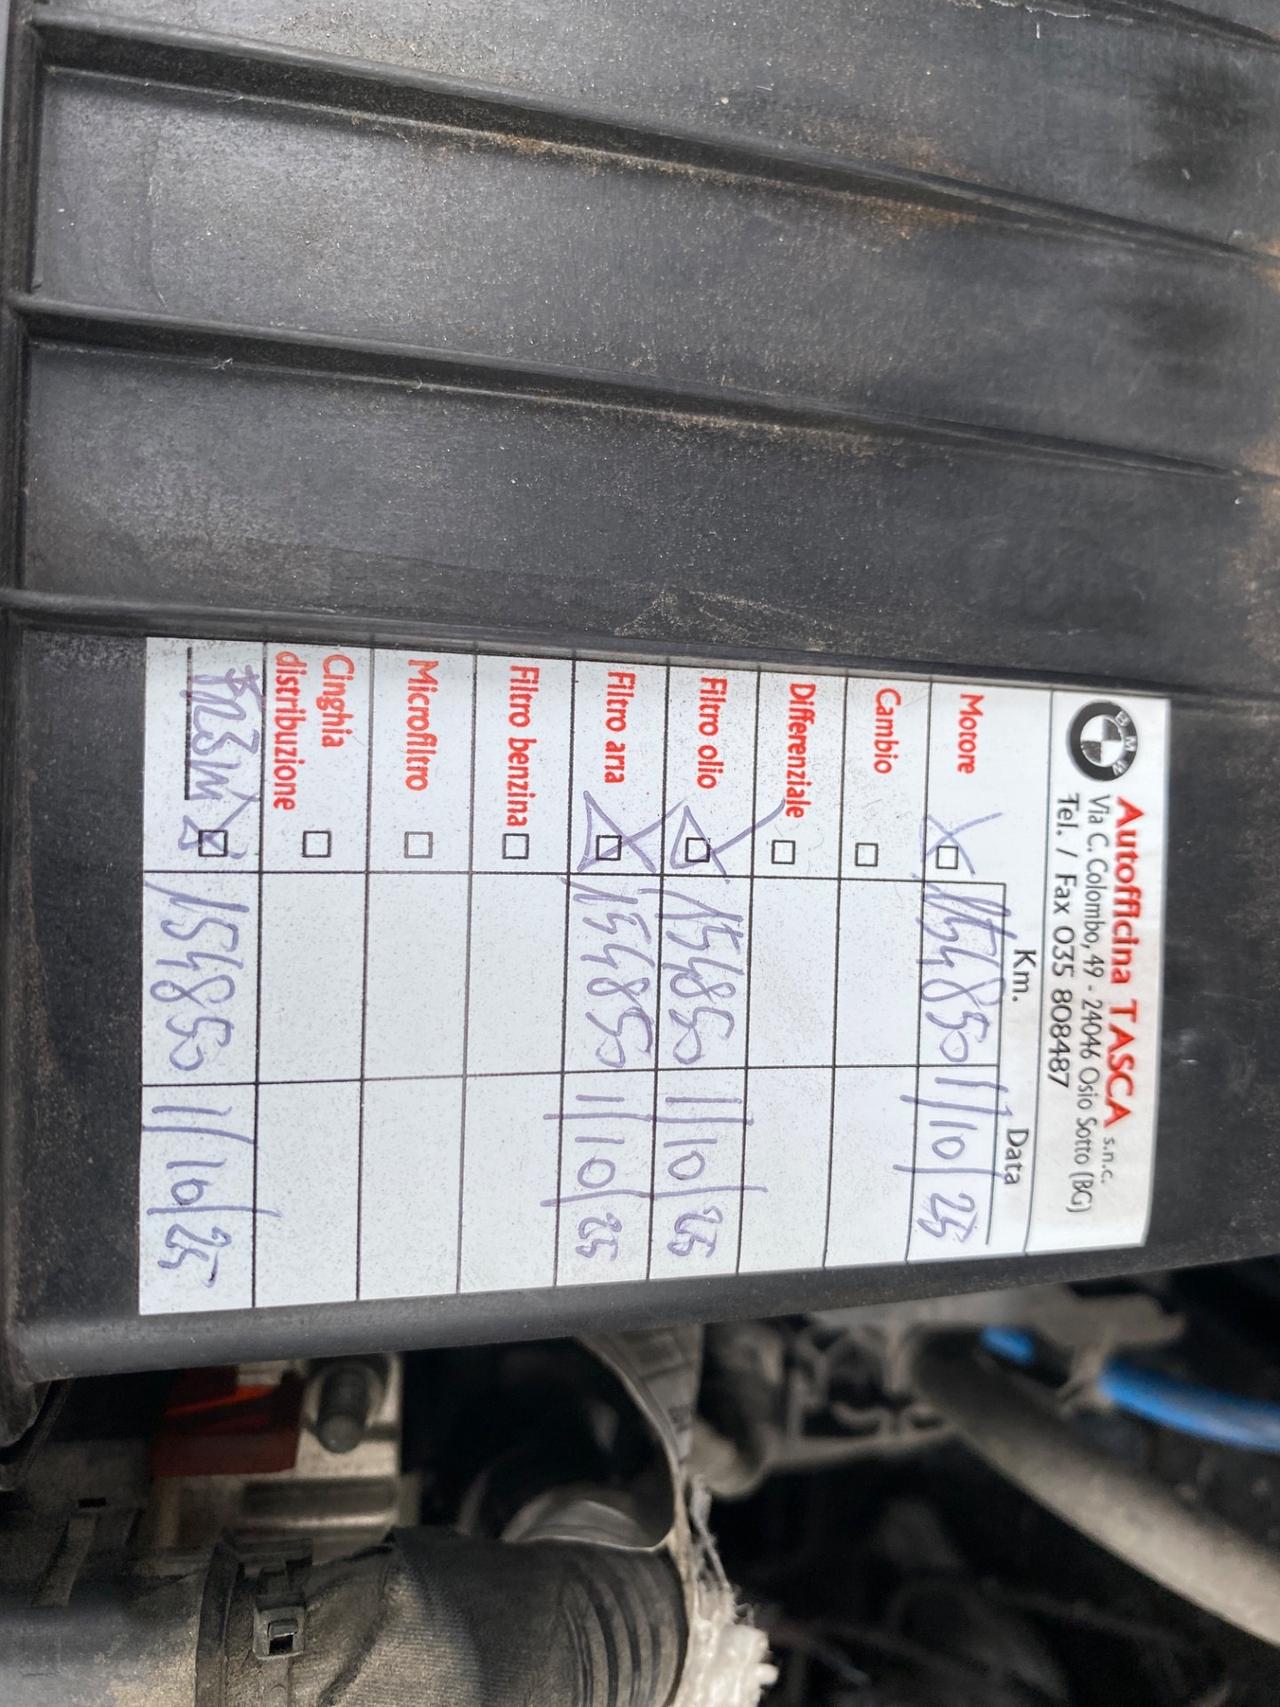 BMW
Autofficina TASCA s.n.c.
Via C. Colombo, 49 - 24046 Osio Sotto (BG)
Tel. / Fax 035 808487
Km. Data
Motore 154850 1/10/25
Cambio
Differenziale
Filtro olio 154850 1/10/25
Filtro aria 154850 1/10/25
Filtro benzina
Microfiltro
Cinghia
distribuzione
154850 1/10/25